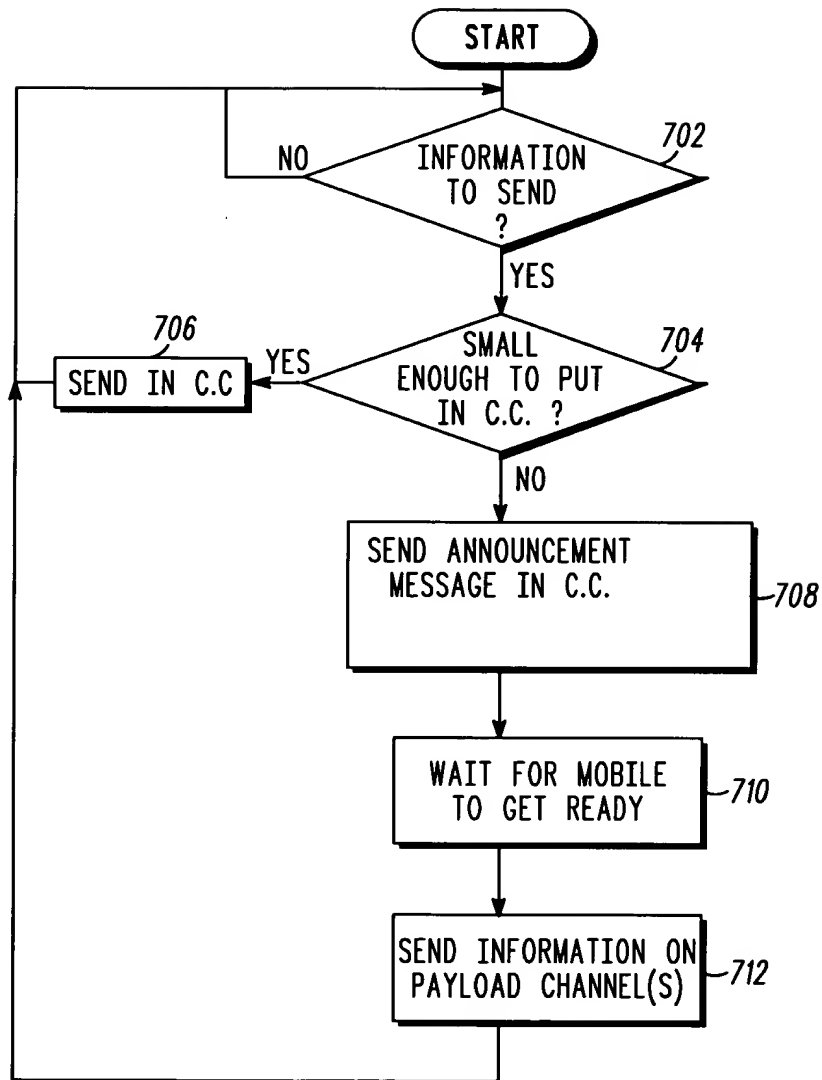 START
702
NO
INFORMATION
TO SEND
?
YES
706
704
SEND IN C.C
YES
SMALL
ENOUGH TO PUT
IN C.C. ?
NO
SEND ANNOUNCEMENT
MESSAGE IN C.C.
708
WAIT FOR MOBILE
TO GET READY
710
SEND INFORMATION ON
PAYLOAD CHANNEL(S)
712